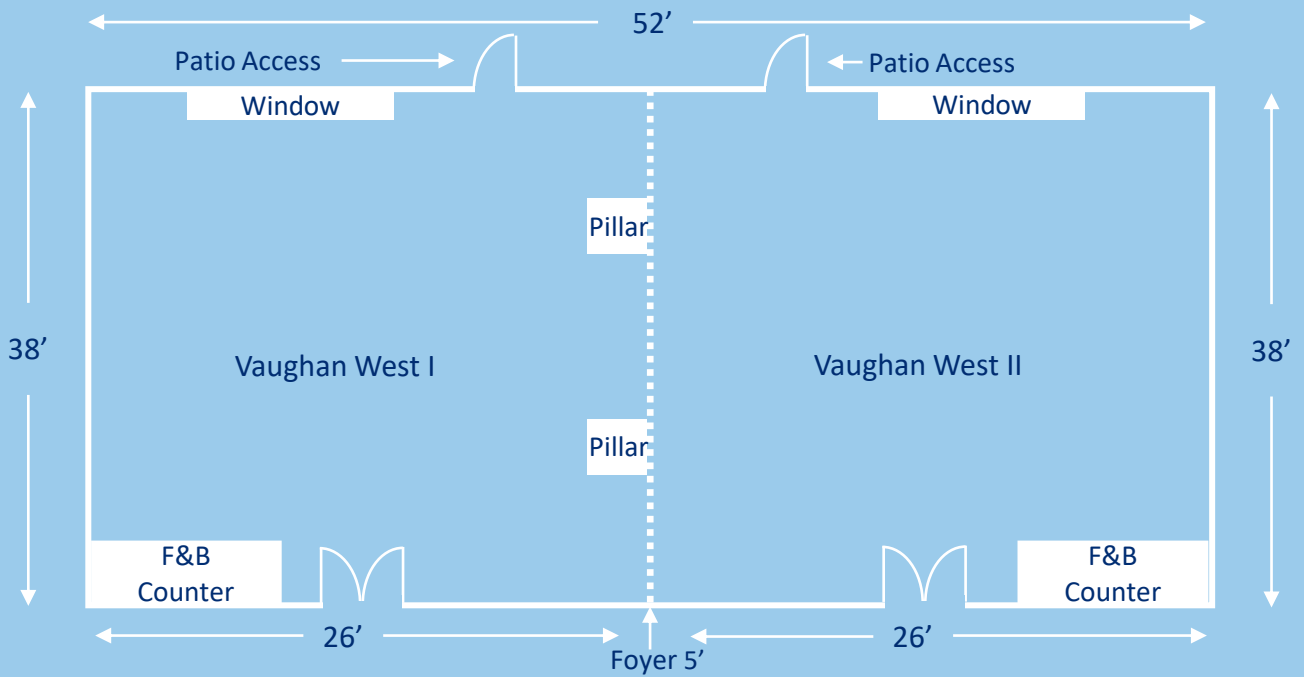 52’
Patio Access
Patio Access
Window
Window
Pillar
38’
Vaughan West I
Vaughan West II
38’
Pillar
F&B
Counter
F&B
Counter
26’
26’
Foyer 5’